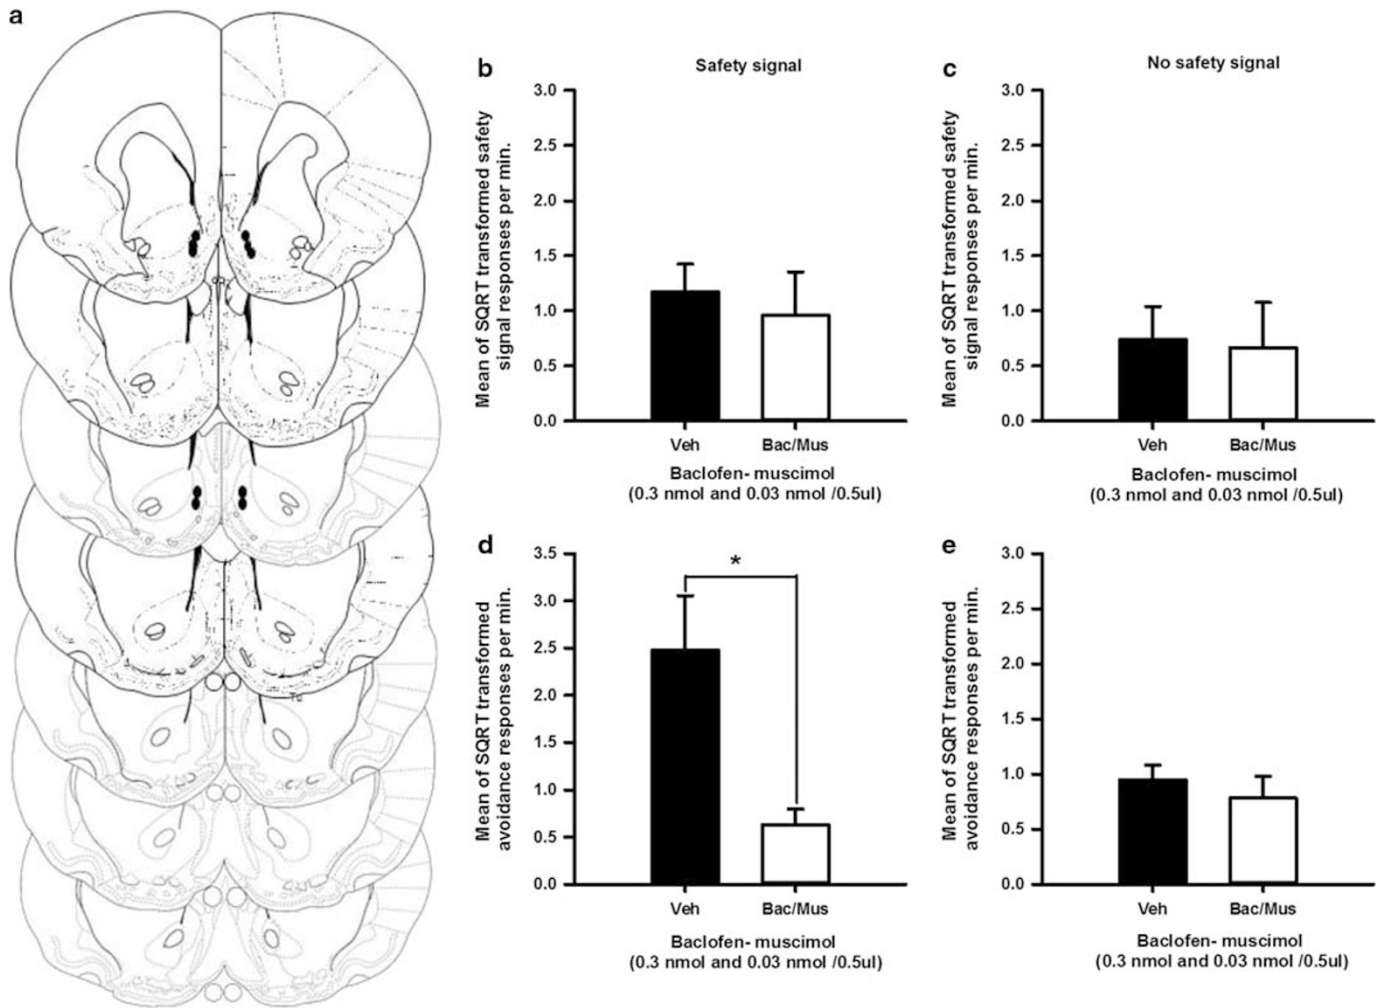 a
b
Safety signal
Mean of SQRT transformed safety
signal responses per min.
3.0
2.5
2.0
1.5
1.0
0.5
0.0
Veh
Bac/Mus
Baclofen- muscimol
(0.3 nmol and 0.03 nmol /0.5ul)
c
No safety signal
Mean of SQRT transformed safety
signal responses per min.
3.0
2.5
2.0
1.5
1.0
0.5
0.0
Veh
Bac/Mus
Baclofen- muscimol
(0.3 nmol and 0.03 nmol /0.5ul)
d
Mean of SQRT transformed
avoidance responses per min.
3.5
3.0
2.5
2.0
1.5
1.0
0.5
0.0
*
Veh
Bac/Mus
Baclofen- muscimol
(0.3 nmol and 0.03 nmol /0.5ul)
e
Mean of SQRT transformed
avoidance responses per min.
3.0
2.5
2.0
1.5
1.0
0.5
0.0
Veh
Bac/Mus
Baclofen- muscimol
(0.3 nmol and 0.03 nmol /0.5ul)